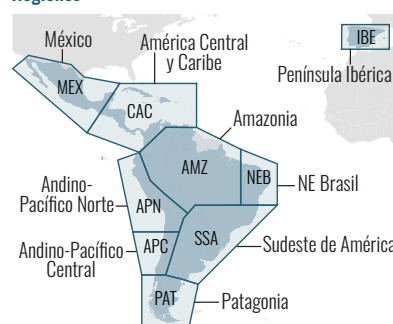 México
América Central
y Caribe
IBE
Península Ibérica
MEX
CAC
Amazonia
AMZ
NEB
NE Brasil
Andino-
Pacífico Norte
APN
SSA
Sudeste de América
Andino-Pacífico
Central
APC
PAT
Patagonia